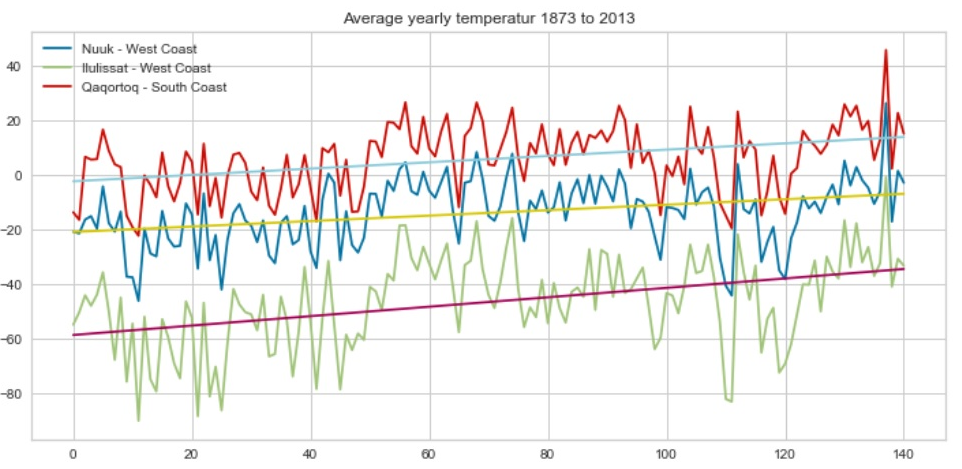 Average yearly temperatur 1873 to 2013
Nuuk - West Coast
Ilulissat - West Coast
Qaqortoq - South Coast
40
20
0
−20
−40
−60
−80
0 20 40 60 80 100 120 140